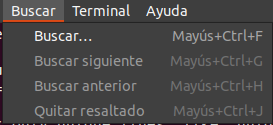 Buscar Terminal Ayuda
Buscar... Mayús+Ctrl+F
Buscar siguiente Mayús+Ctrl+G
Buscar anterior Mayús+Ctrl+H
Quitar resaltado Mayús+Ctrl+J